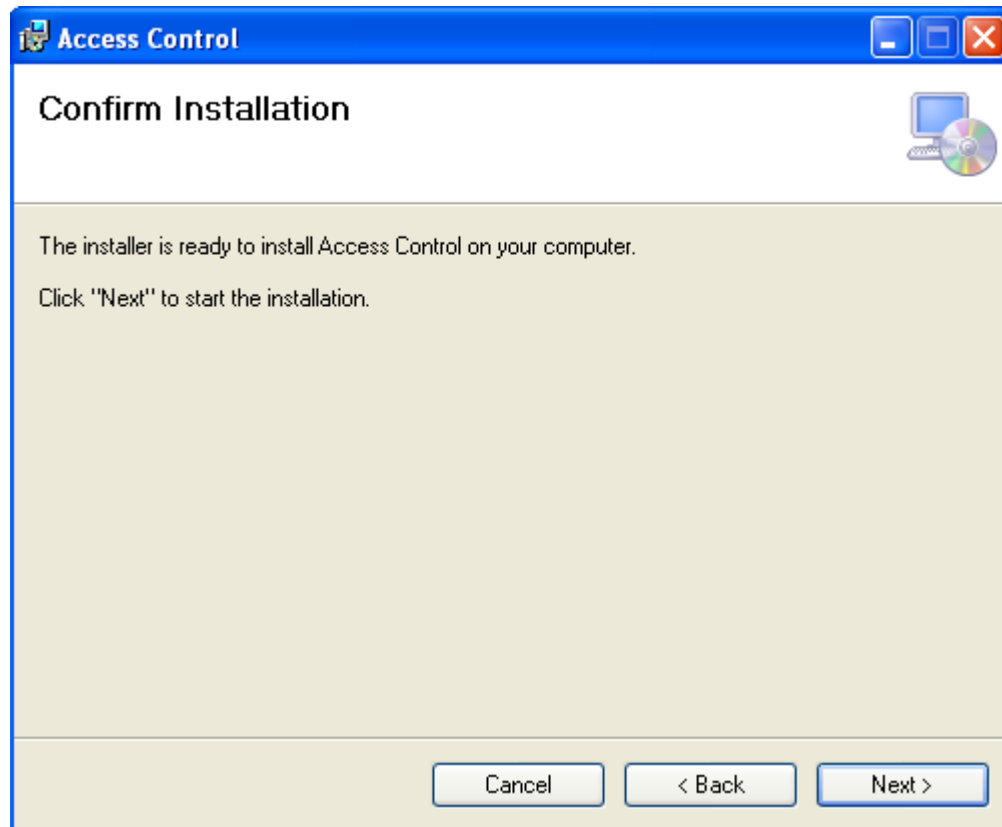 Access Control
Confirm Installation
The installer is ready to install Access Control on your computer.
Click "Next" to start the installation.
Cancel
< Back
Next >